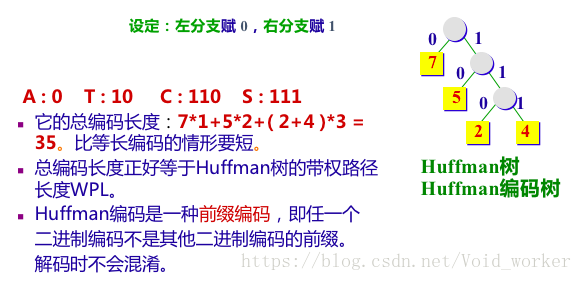 设定：左分支赋 0，右分支赋 1
0 1
7
0 1
5
0 1
2 4
A：0 T：10 C：110 S：111
它的总编码长度：7*1+5*2+( 2+4 )*3 =
35。比等长编码的情形要短。
总编码长度正好等于Huffman树的带权路径
长度WPL。
Huffman编码是一种前缀编码，即任一个
二进制编码不是其他二进制编码的前缀。
解码时不会混淆。
Huffman树
Huffman编码树
https://blog.csdn.net/Void_worker